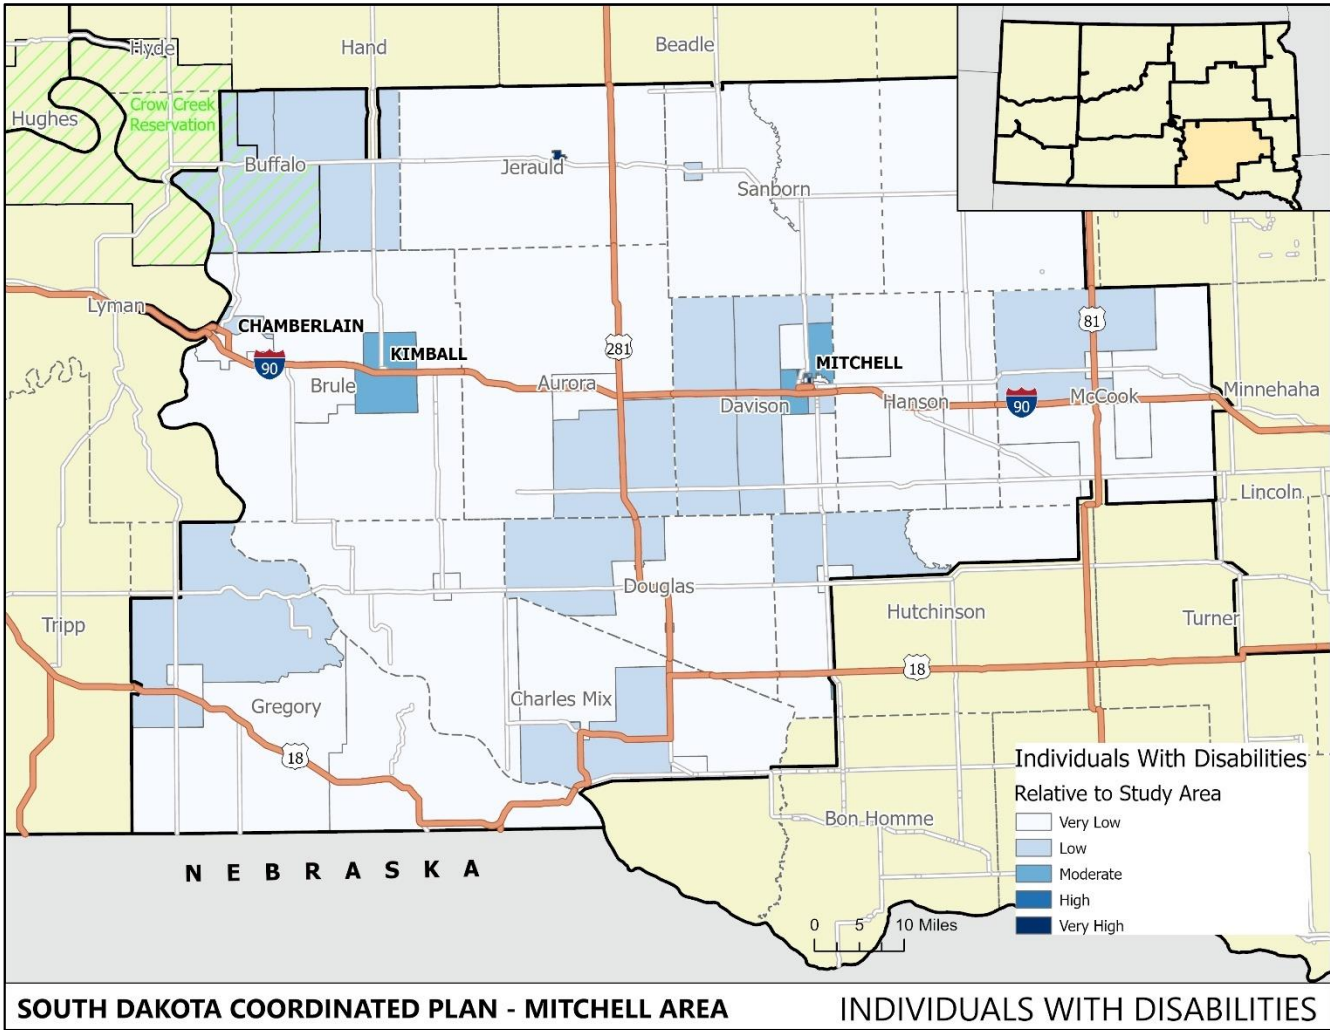 Hyde
Hand
Beadle
Hughes
Crow Creek
Reservation
Buffalo
Jerauld
Sanborn
Lyman
CHAMBERLAIN
KIMBALL
90
Brule
281
Aurora
MITCHELL
Davison
Hanson
81
90
McCook
Minnehaha
Lincoln
Douglas
Tripp
Hutchinson
Turner
18
Charles Mix
Gregory
18
Bon Homme
NEBRASKA
Individuals With Disabilities
Relative to Study Area
Very Low
Low
Moderate
High
Very High
0 5 10 Miles
SOUTH DAKOTA COORDINATED PLAN - MITCHELL AREA
INDIVIDUALS WITH DISABILITIES